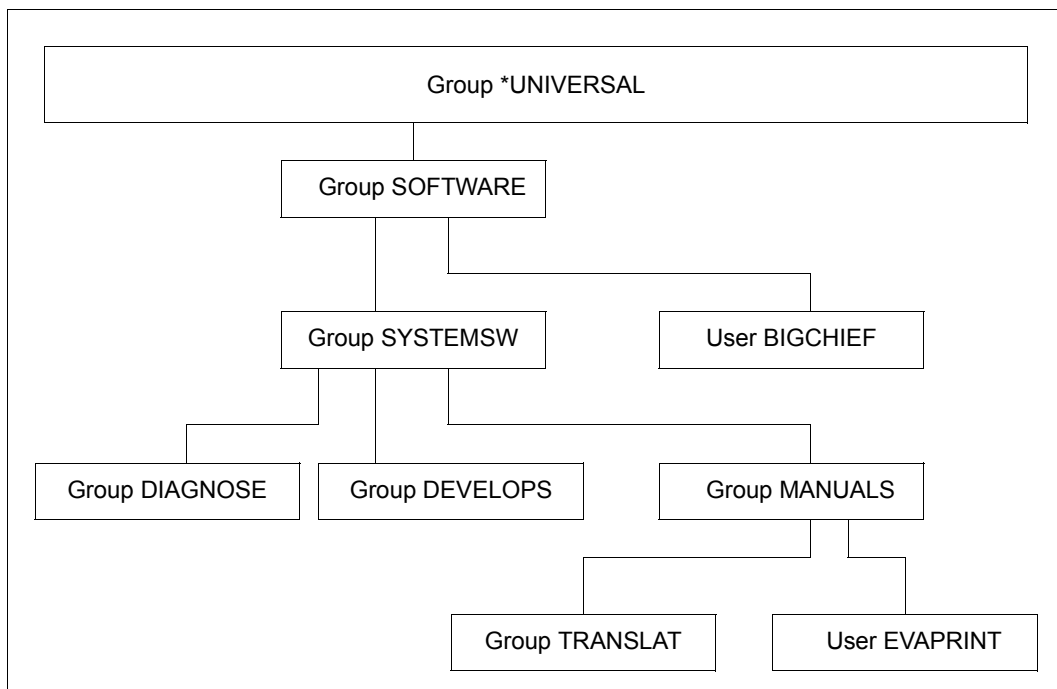 Group *UNIVERSAL
Group SOFTWARE
Group SYSTEMSW
User BIGCHIEF
Group DIAGNOSE
Group DEVELOPS
Group MANUALS
Group TRANSLAT
User EVAPRINT